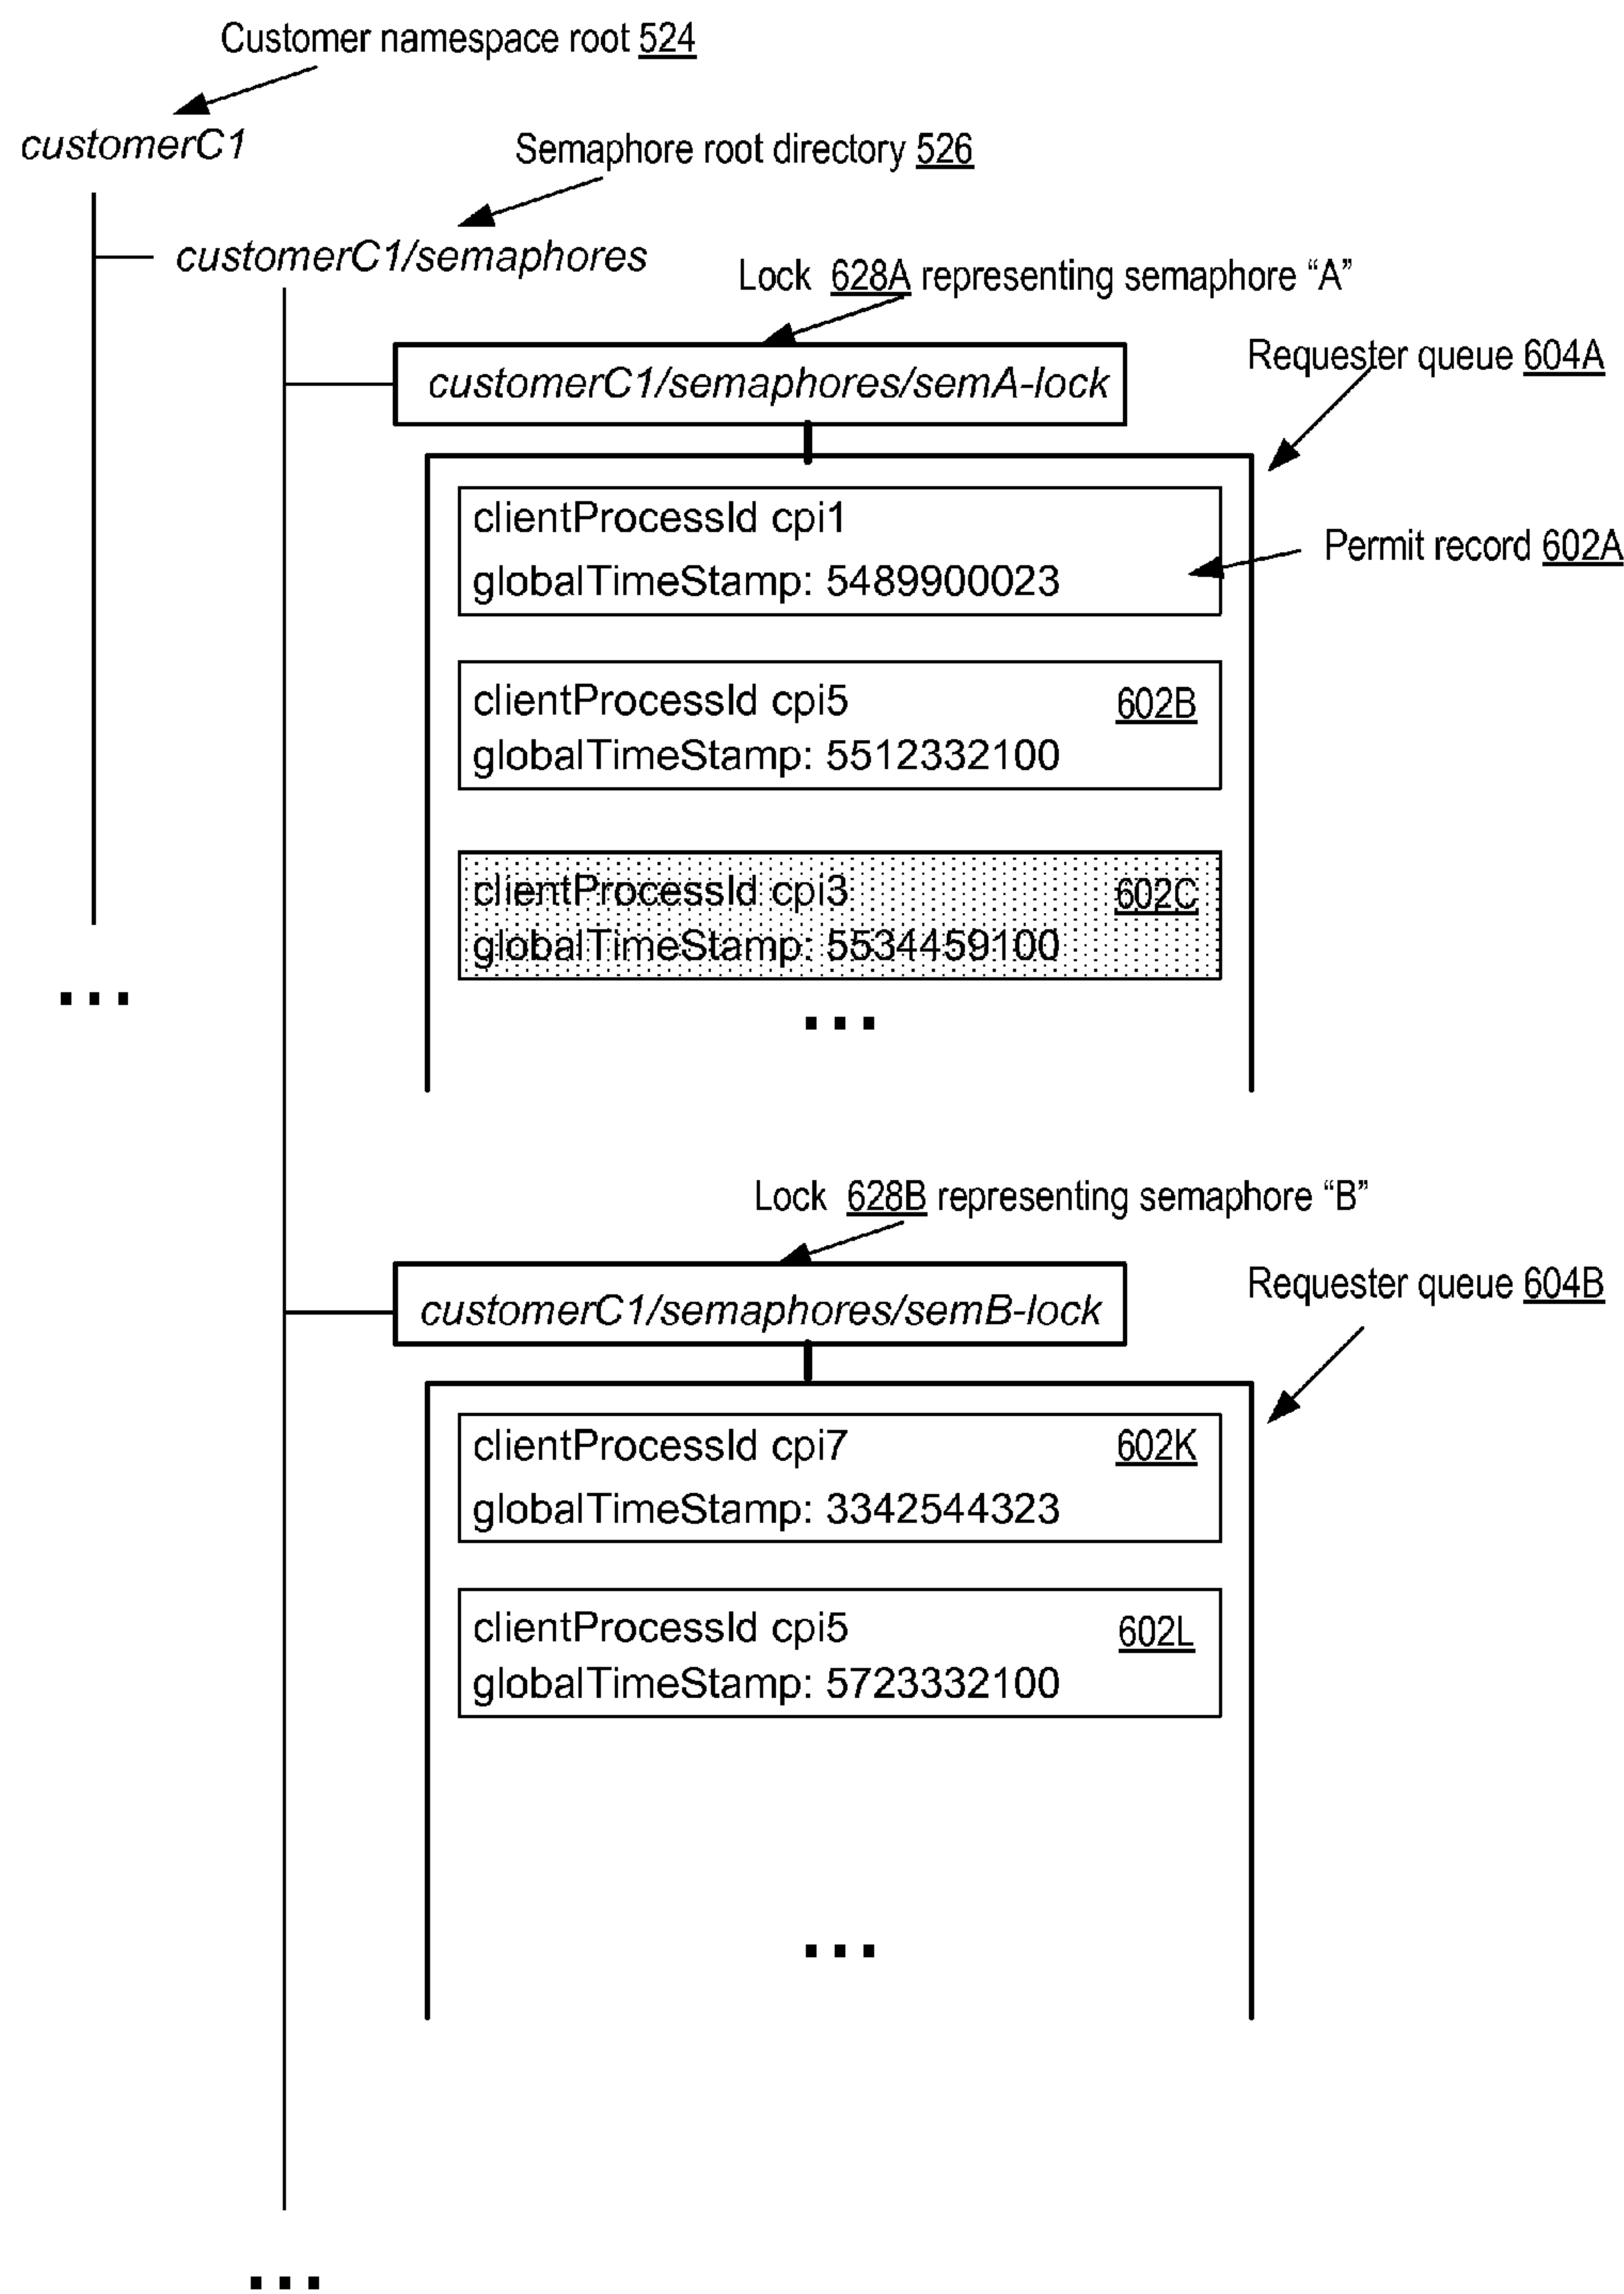 Customer namespace root 524
customerC1
Semaphore root directory 526
customerC1/semaphores
Lock 628A representing semaphore “A”
customerC1/semaphores/semA-lock
Requester queue 604A
clientProcessId cpi1
globalTimeStamp: 5489900023
Permit record 602A
clientProcessId cpi5 602B
globalTimeStamp: 5512332100
clientProcessId cpi3 602C
globalTimeStamp: 5534459100
...
...
Lock 628B representing semaphore “B”
customerC1/semaphores/semB-lock
Requester queue 604B
clientProcessId cpi7 602K
globalTimeStamp: 3342544323
clientProcessId cpi5 602L
globalTimeStamp: 5723332100
...
...